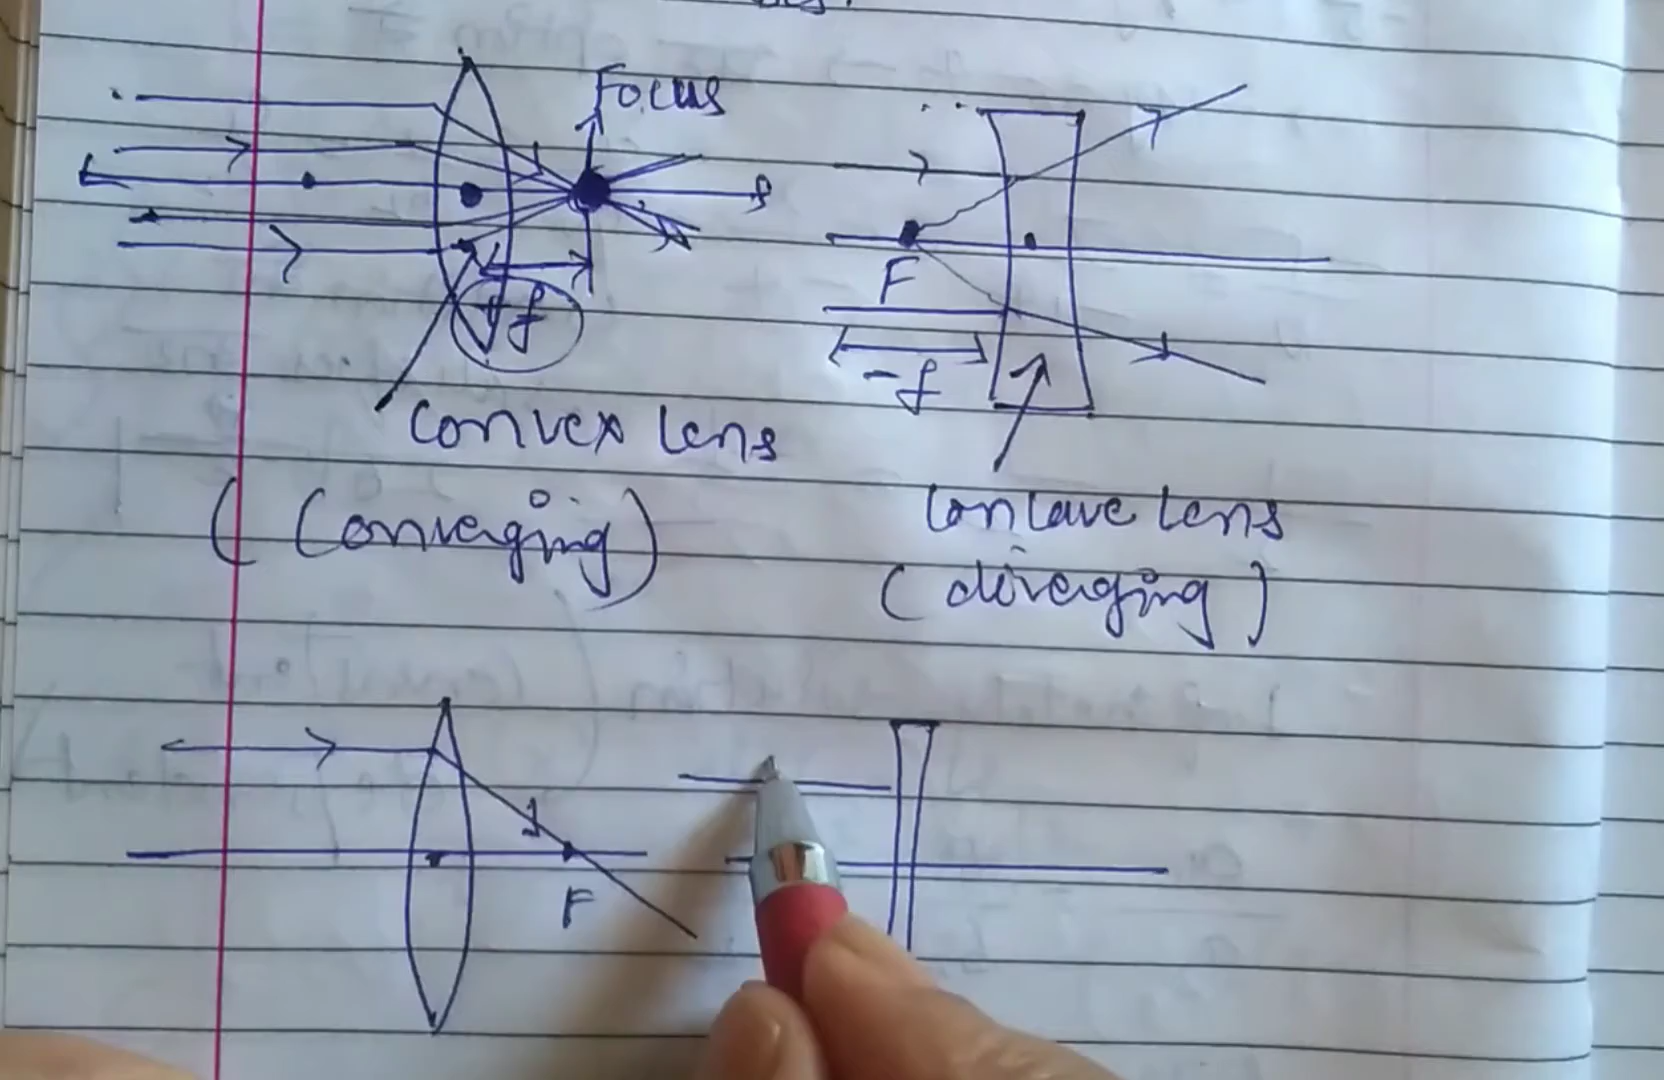 Focus
f
F
-f
convex lens
(Converging)
concave lens
(diverging)
F